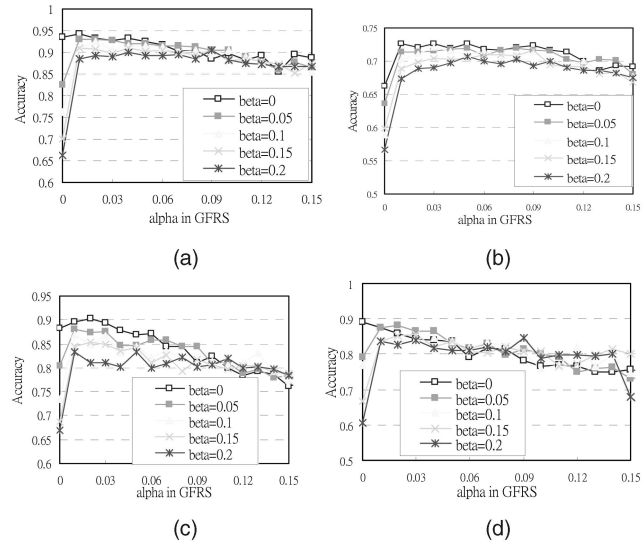 1
0.95
0.9
0.85
0.8
0.75
0.7
0.65
0.6
Accuracy
0 0.03 0.06 0.09 0.12 0.15
alpha in GFRS
beta=0
beta=0.05
beta=0.1
beta=0.15
beta=0.2
(a)
0.75
0.7
0.65
0.6
0.55
0.5
Accuracy
0 0.03 0.06 0.09 0.12 0.15
alpha in GFRS
beta=0
beta=0.05
beta=0.1
beta=0.15
beta=0.2
(b)
0.95
0.9
0.85
0.8
0.75
0.7
0.65
0.6
Accuracy
0 0.03 0.06 0.09 0.12 0.15
alpha in GFRS
beta=0
beta=0.05
beta=0.1
beta=0.15
beta=0.2
(c)
1
0.9
0.8
0.7
0.6
0.5
Accuracy
0 0.03 0.06 0.09 0.12 0.15
alpha in GFRS
beta=0
beta=0.05
beta=0.1
beta=0.15
beta=0.2
(d)